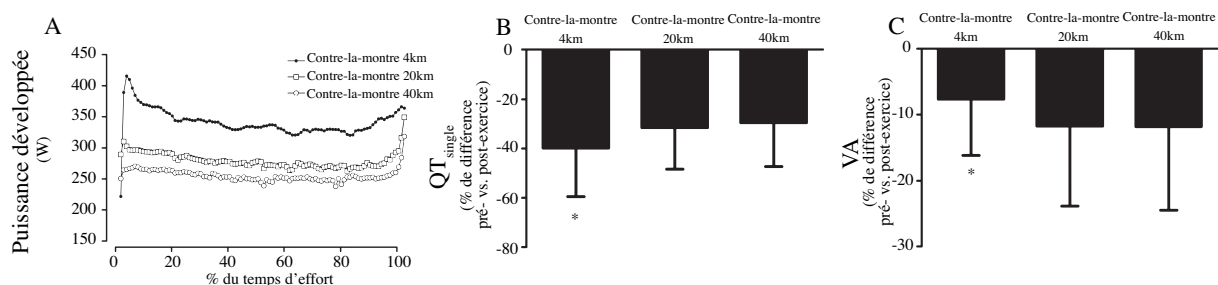 A
Puissance développée
(W)
450
400
350
300
250
200
150
Contre-la-montre 4km
Contre-la-montre 20km
Contre-la-montre 40km
0
20
40
60
80
100
% du temps d'effort
B
Contre-la-montre
4km
Contre-la-montre
20km
Contre-la-montre
40km
QTsingle
(% de différence
pré- vs. post-exercice)
0
-20
-40
-60
-80
*
C
Contre-la-montre
4km
Contre-la-montre
20km
Contre-la-montre
40km
VA
(% de différence
pré- vs. post-exercice)
0
-10
-20
-30
*